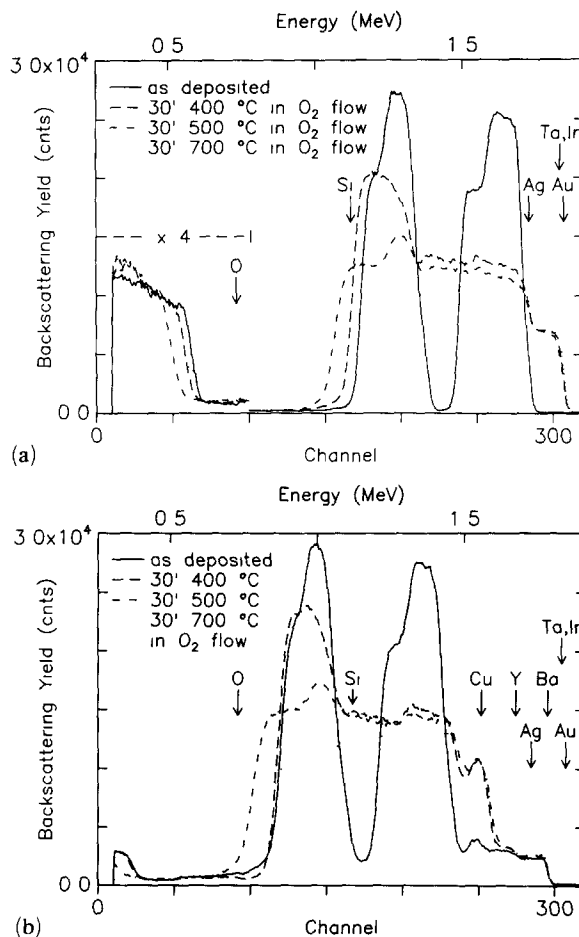 Energy (MeV)
0 5
1 5
3 0x10⁴
as deposited
30' 400 °C in O₂ flow
30' 500 °C in O₂ flow
30' 700 °C in O₂ flow
Ta,Ir
Si
Ag
Au
x 4
O
Backscattering Yield (cnts)
0 0
0
300
Channel
(a)
Energy (MeV)
0 5
1 5
3 0x10⁴
as deposited
30' 400 °C
30' 500 °C
30' 700 °C
in O₂ flow
Ta,Ir
O
Si
Cu
Y
Ba
Ag
Au
Backscattering Yield (cnts)
0 0
0
300
Channel
(b)